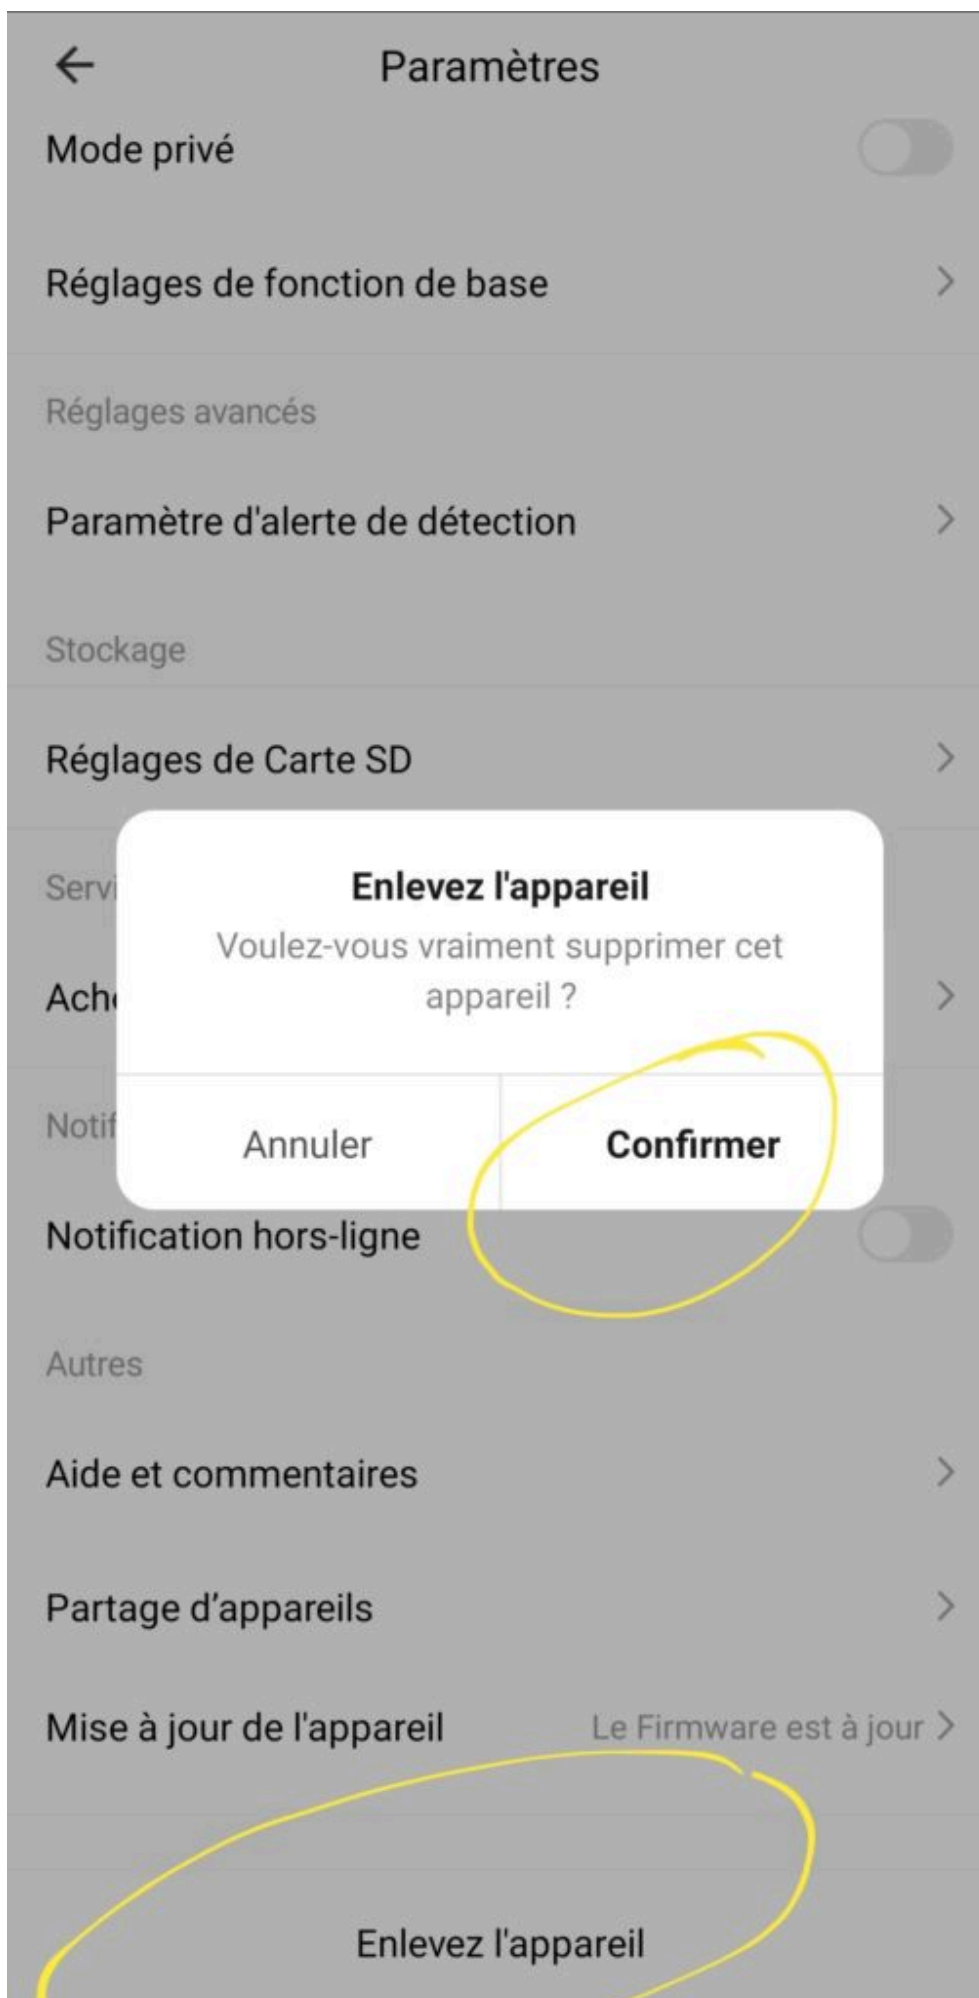 Paramètres
Mode privé
Réglages de fonction de base
Réglages avancés
Paramètre d'alerte de détection
Stockage
Réglages de Carte SD
Enlevez l'appareil
Voulez-vous vraiment supprimer cet
appareil ?
Annuler
Confirmer
Notification hors-ligne
Autres
Aide et commentaires
Partage d’appareils
Mise à jour de l'appareil
Le Firmware est à jour
Enlevez l'appareil